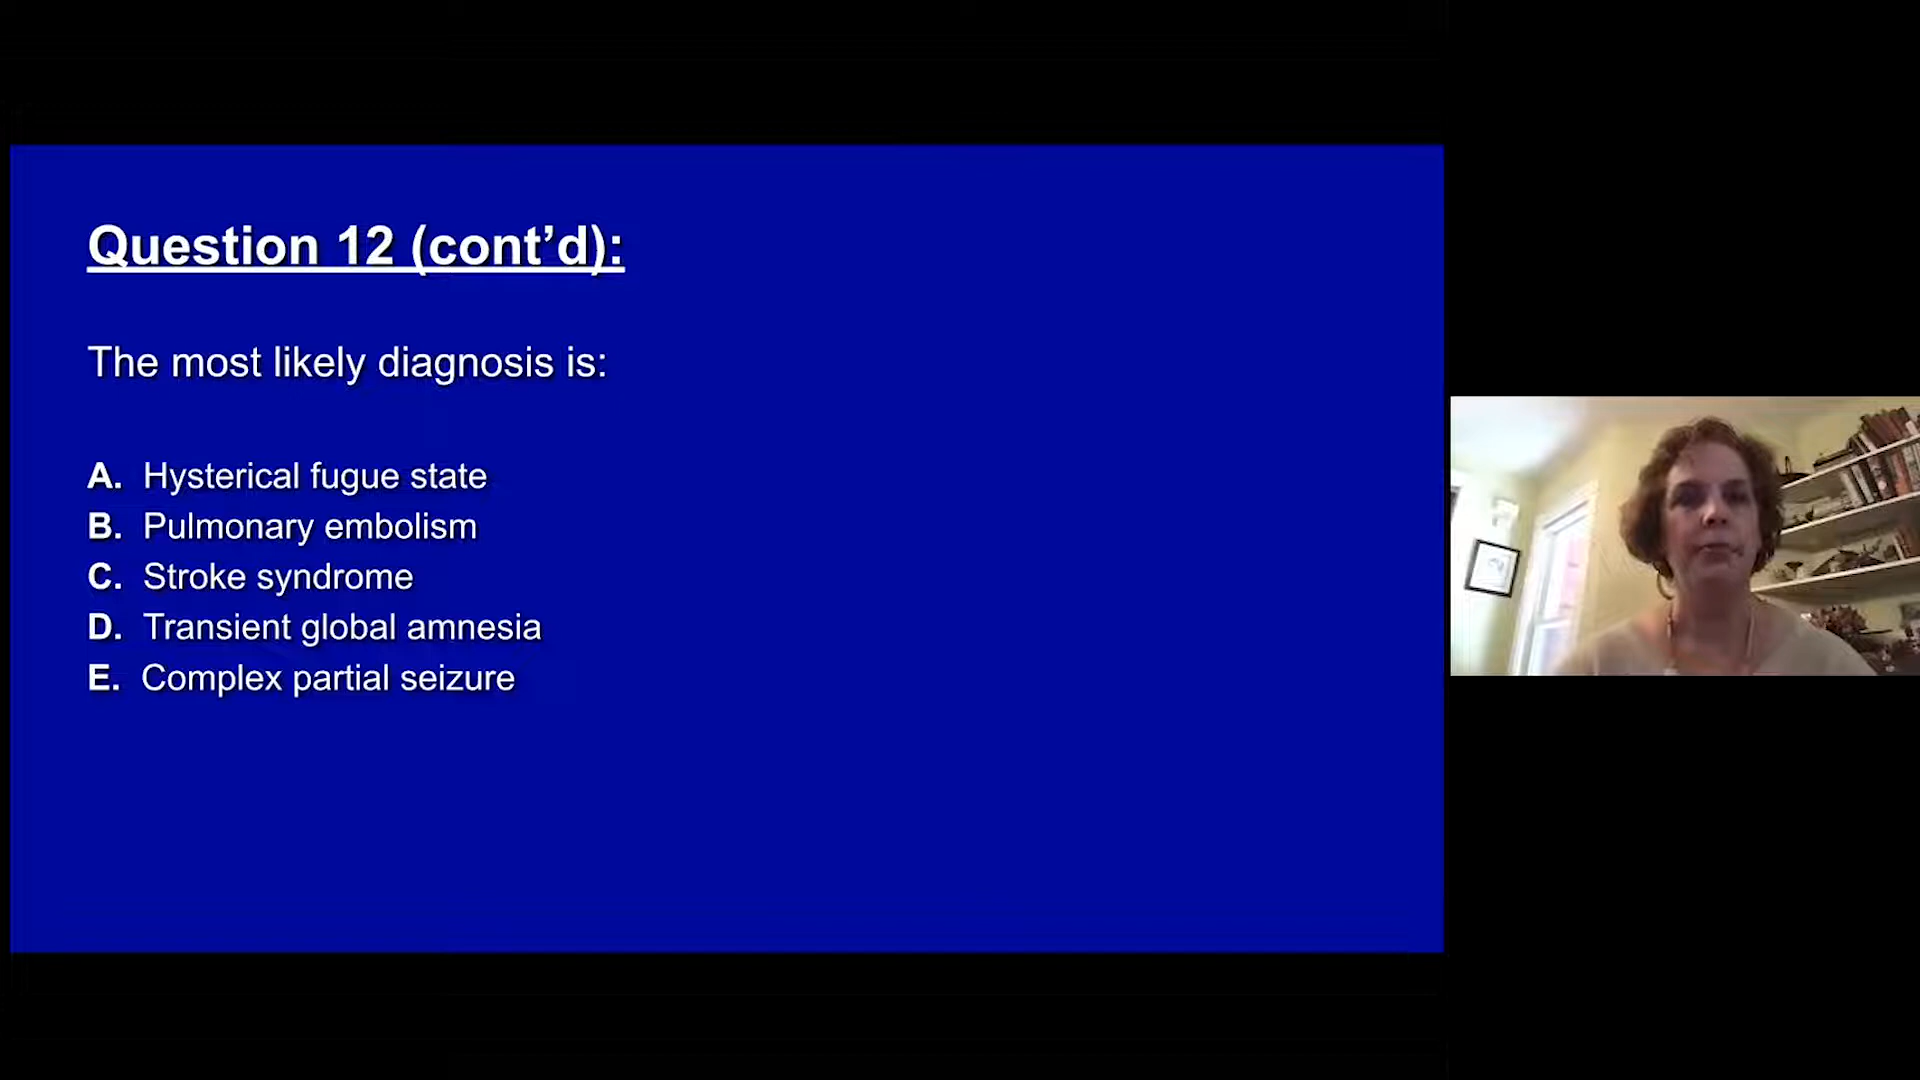 Question 12 (cont’d):
The most likely diagnosis is:
A. Hysterical fugue state
B. Pulmonary embolism
C. Stroke syndrome
D. Transient global amnesia
E. Complex partial seizure